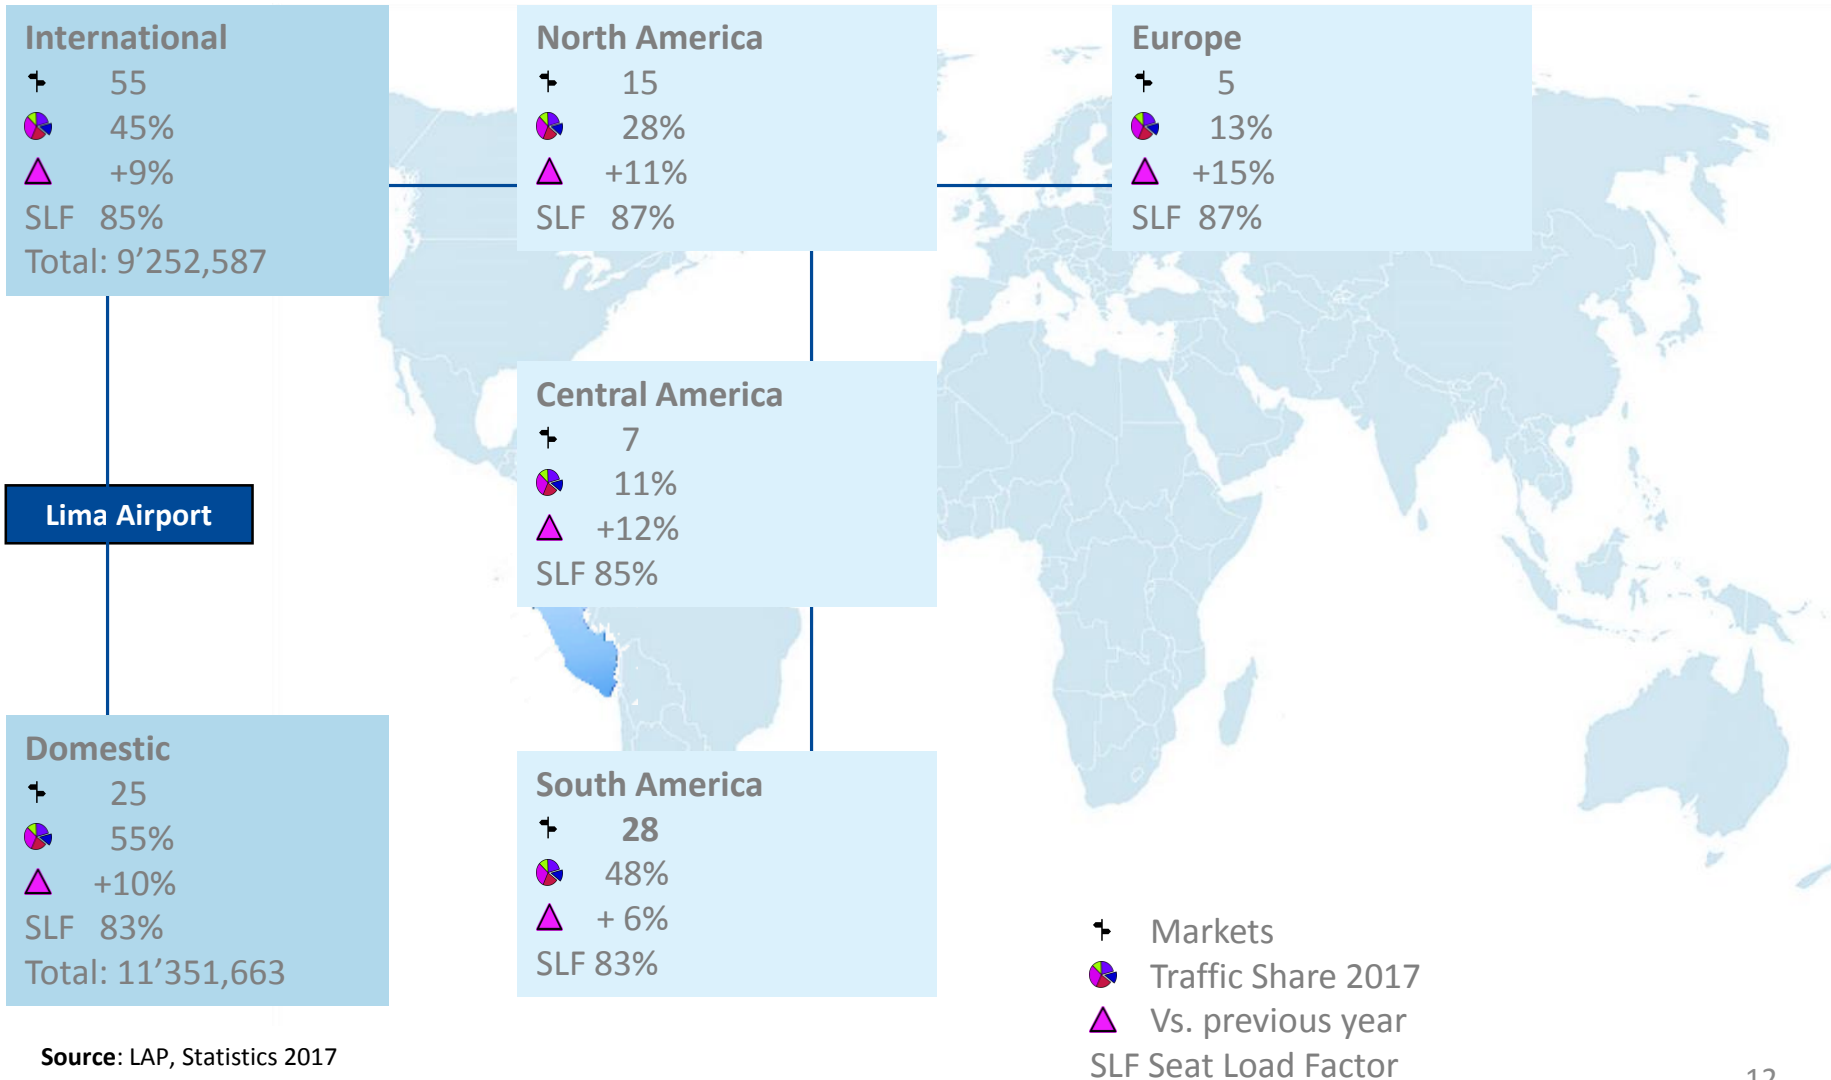 International
55
45%
+9%
SLF 85%
Total: 9’252,587
North America
15
28%
+11%
SLF 87%
Europe
5
13%
+15%
SLF 87%
Central America
7
11%
+12%
SLF 85%
Lima Airport
Domestic
25
55%
+10%
SLF 83%
Total: 11’351,663
South America
28
48%
+ 6%
SLF 83%
Markets
Traffic Share 2017
Vs. previous year
SLF Seat Load Factor
Source: LAP, Statistics 2017
12